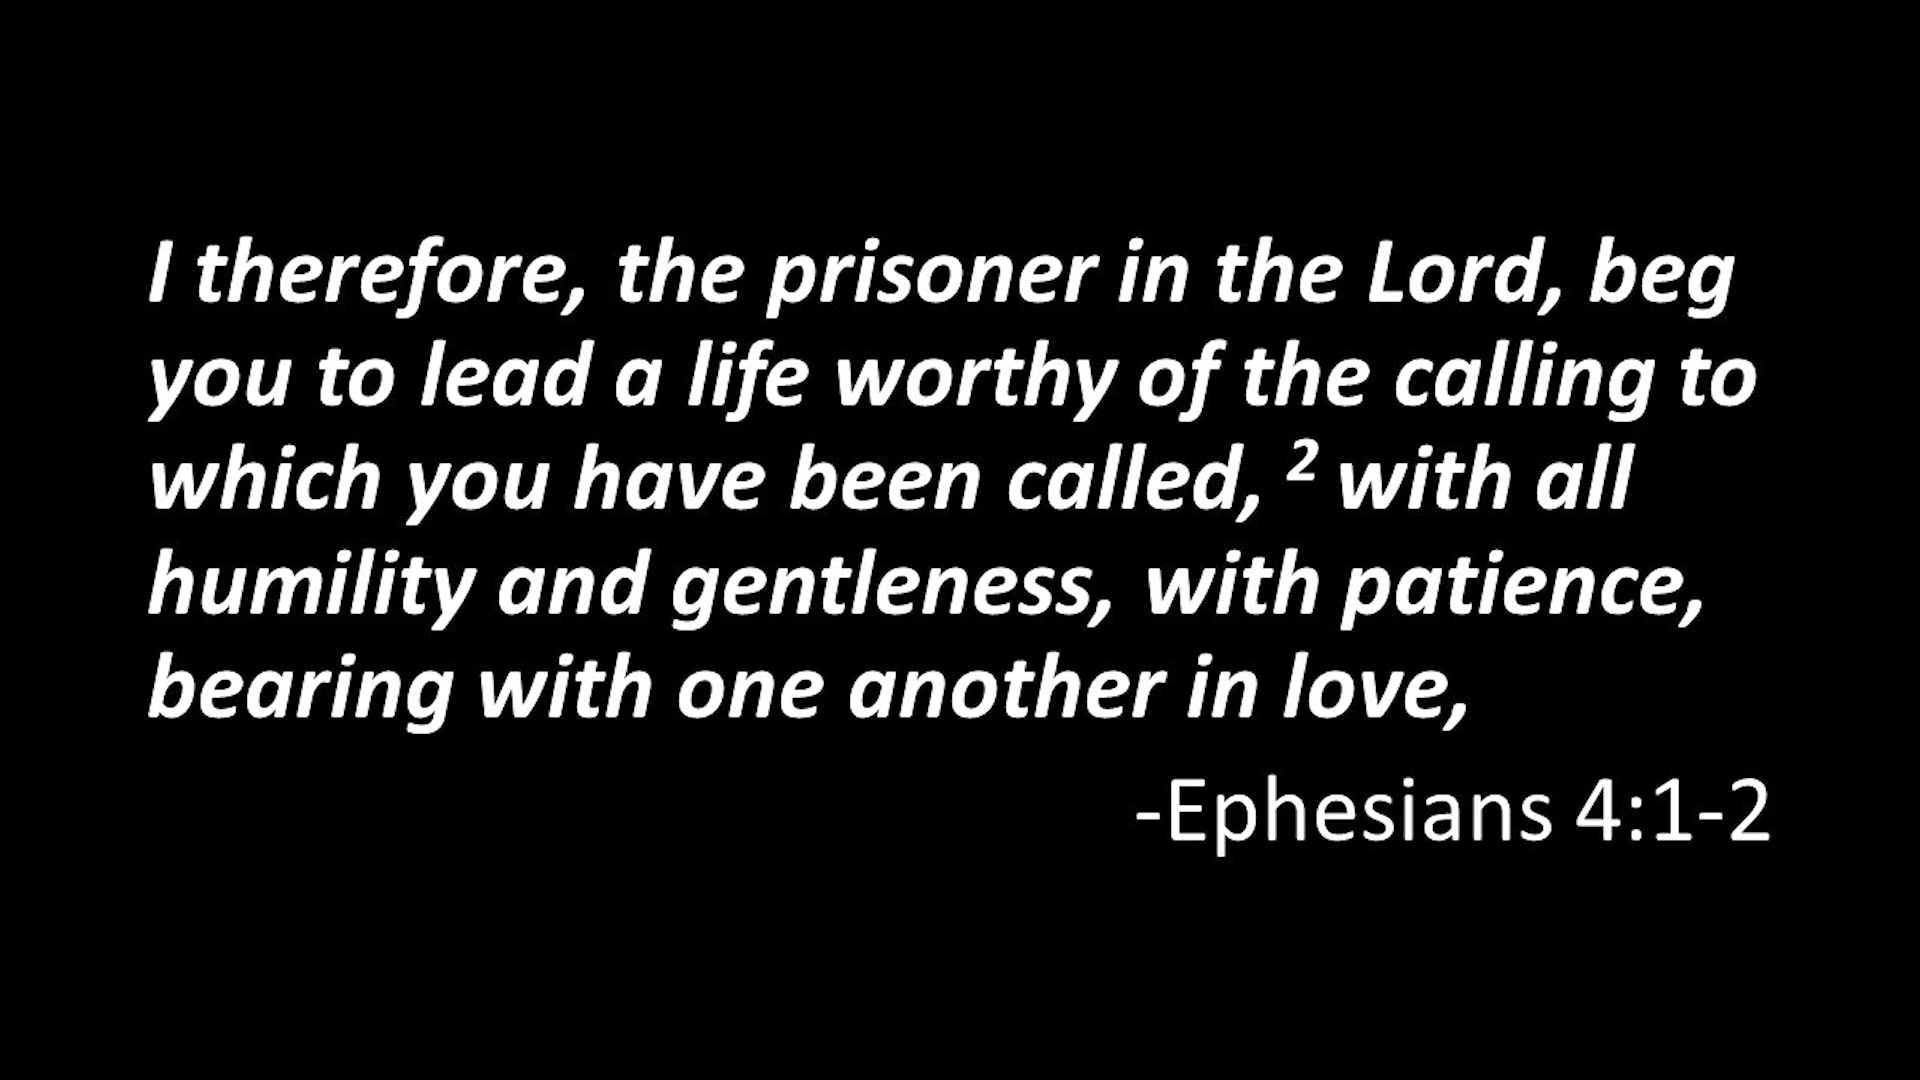 I therefore, the prisoner in the Lord, beg
you to lead a life worthy of the calling to
which you have been called, ² with all
humility and gentleness, with patience,
bearing with one another in love,
-Ephesians 4:1-2